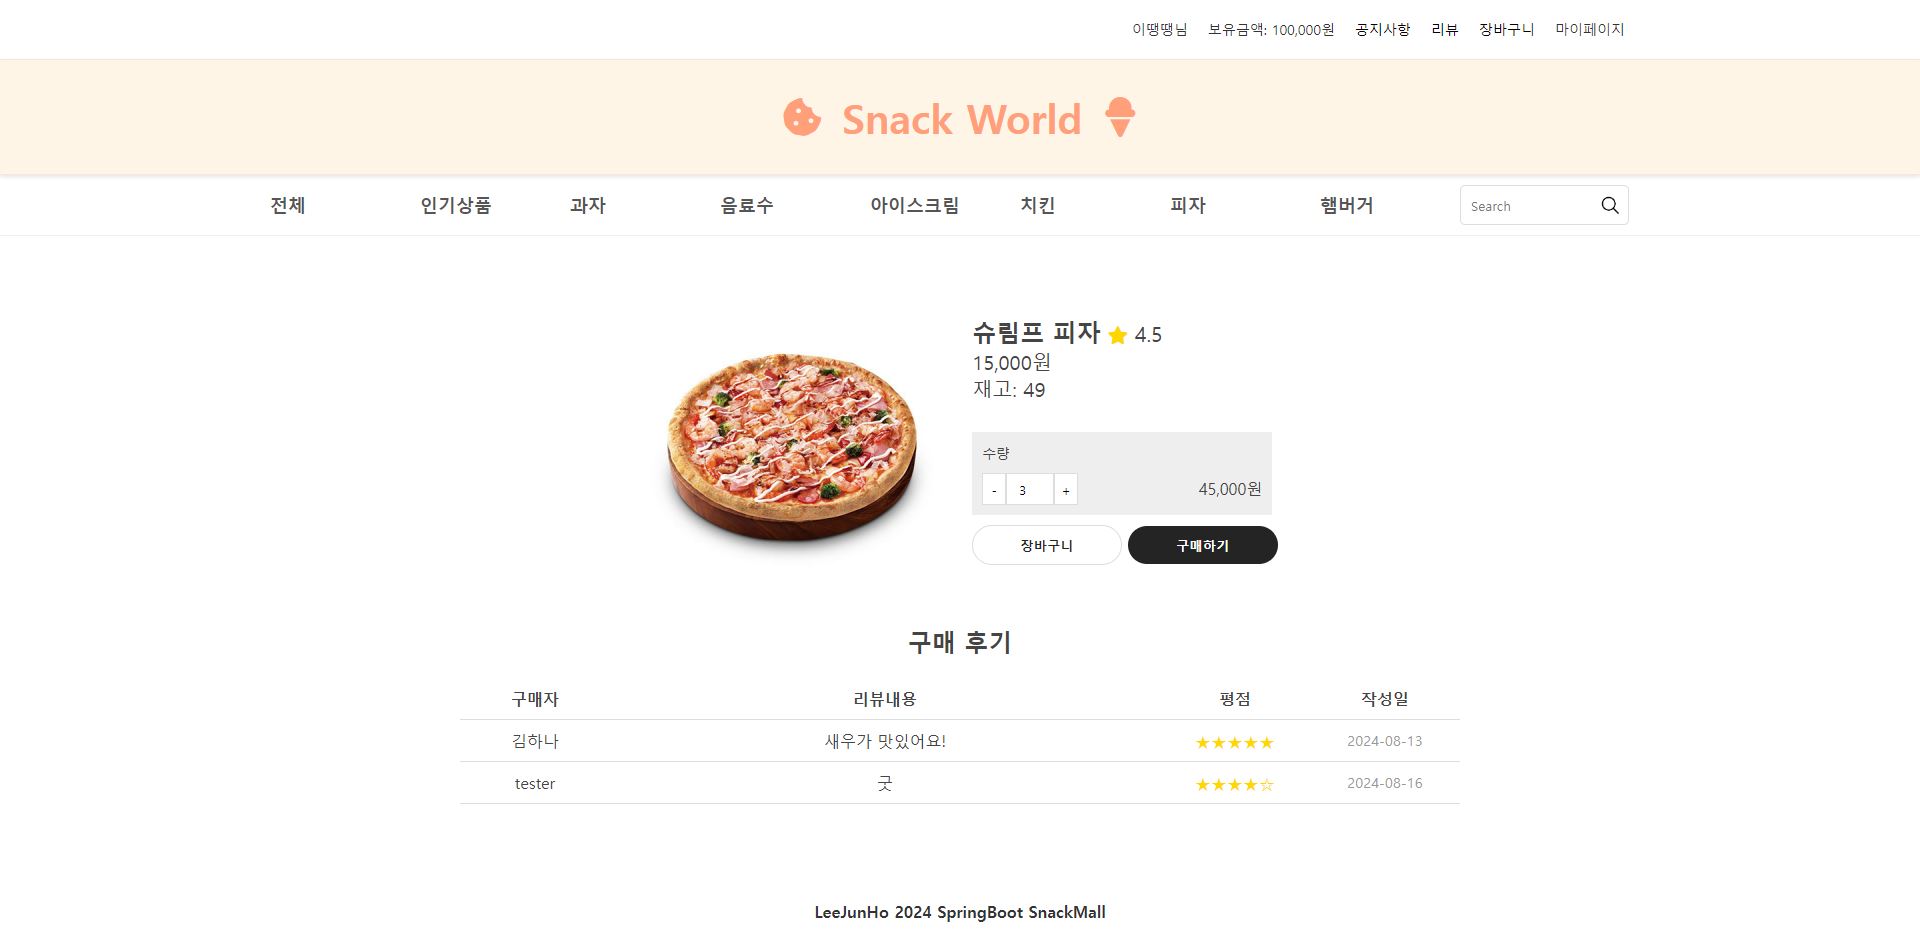 이땡땡님 보유금액: 100,000원 공지사항 리뷰 장바구니 마이페이지
Snack World
전체 인기상품 과자 음료수 아이스크림 치킨 피자 햄버거 Search
슈림프 피자 ★ 4.5
15,000원
재고: 49
수량
- 3 + 45,000원
장바구니 구매하기
구매 후기
구매자 리뷰내용 평점 작성일
김하나 새우가 맛있어요! ★★★★★ 2024-08-13
tester 굿 ★★★★☆ 2024-08-16
LeeJunHo 2024 SpringBoot SnackMall